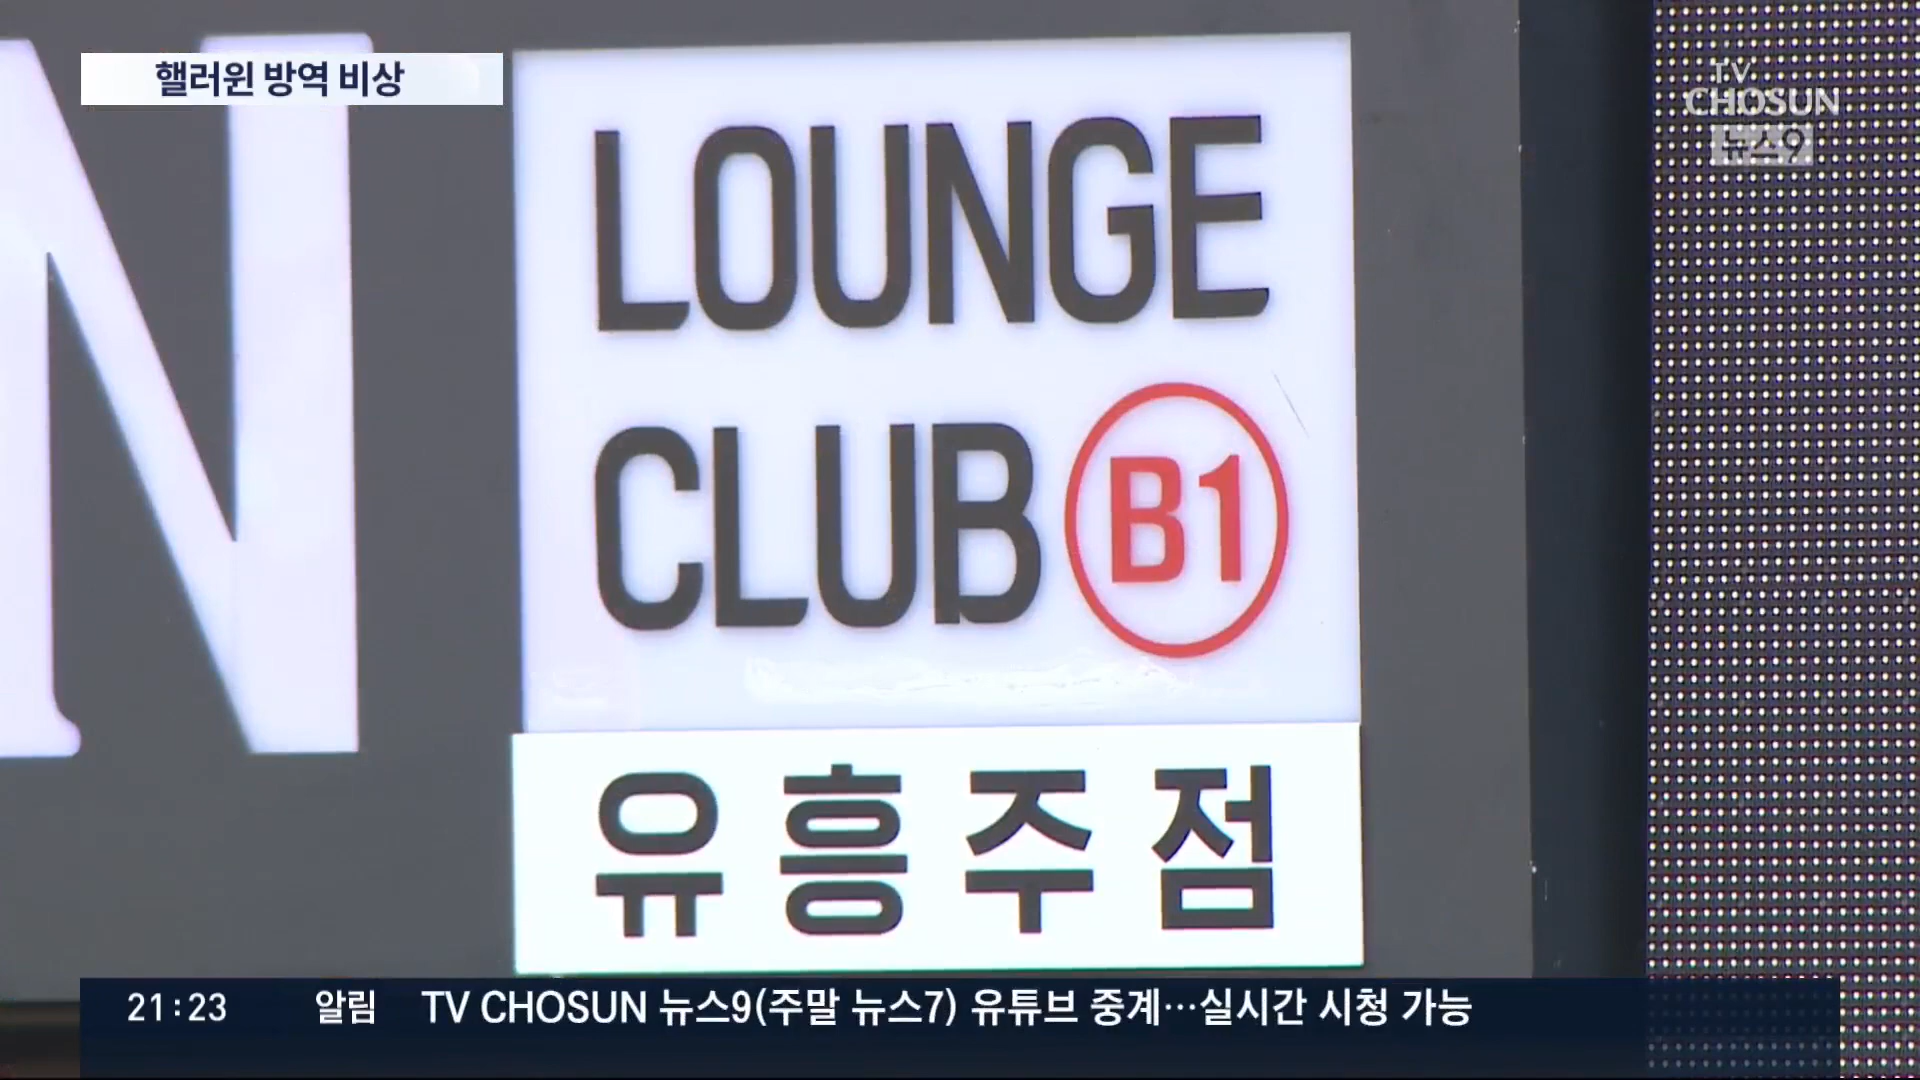 핼러윈 방역 비상
TV
CHOSUN
뉴스9
N
LOUNGE
CLUB B1
유흥주점
21:23 알림 TV CHOSUN 뉴스9(주말 뉴스7) 유튜브 중계…실시간 시청 가능